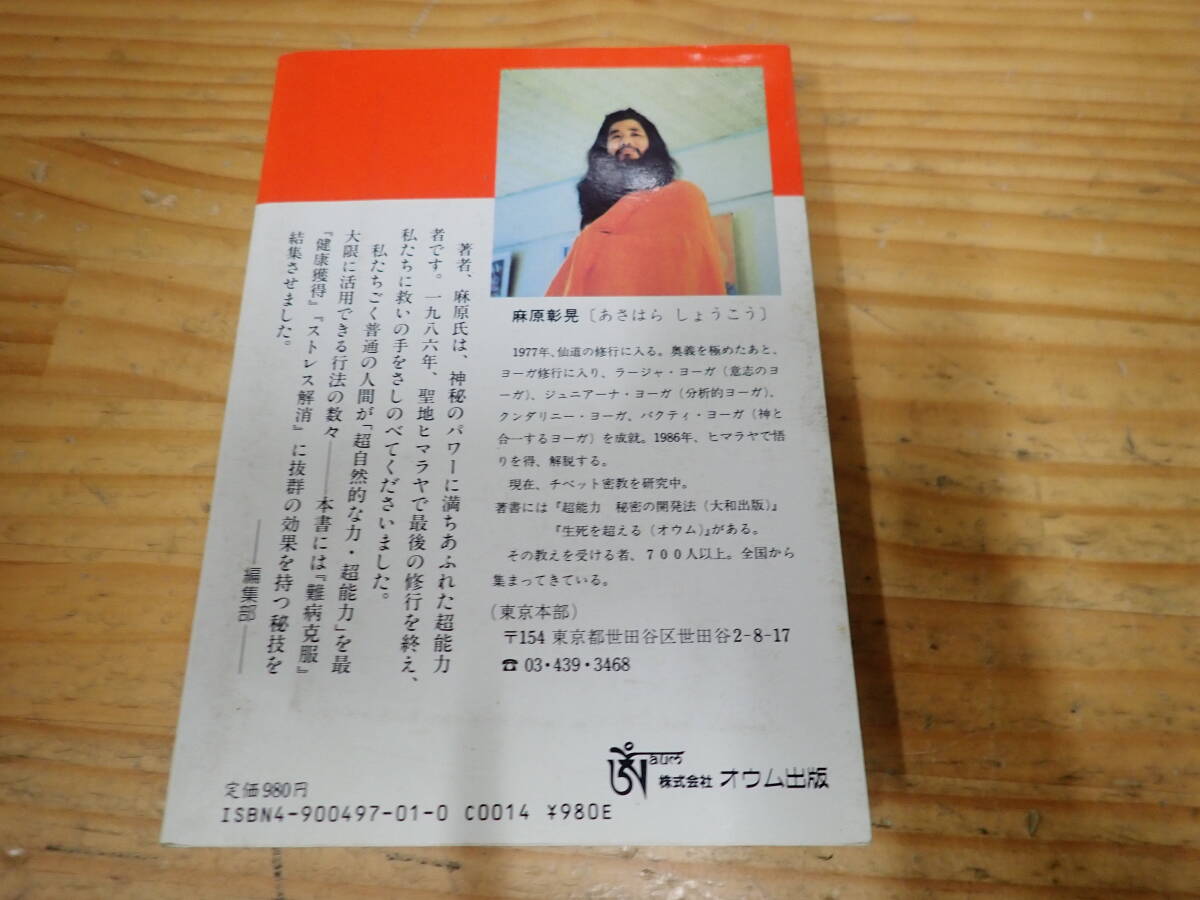 著者、麻原氏は、神秘のパワーに満ちあふれた超能力
者です。一九八六年、聖地ヒマラヤで最後の修行を終え、
私たちに救いの手をさしのべてくださいました。
私たちごく普通の人間が「超自然的な力・超能力」を最
大限に活用できる行法の数々――本書には『難病克服』
『健康獲得』『ストレス解消』に抜群の効果を持つ秘技を
結集させました。
――編集部――
麻原彰晃〔あさはら しょうこう〕
1977年、仙道の修行に入る。奥義を極めたあと、
ヨーガ修行に入り、ラージャ・ヨーガ（意志のヨ
ーガ）、ジュニアーナ・ヨーガ（分析的ヨーガ）、
クンダリニー・ヨーガ、バクティ・ヨーガ（神と
合一するヨーガ）を成就。1986年、ヒマラヤで悟
りを得、解説する。
現在、チベット密教を研究中。
著書には『超能力 秘密の開発法（大和出版）』
『生死を超える（オウム）』がある。
その教えを受ける者、700人以上。全国から
集まってきている。
(東京本部)
〒154 東京都世田谷区世田谷2-8-17
☎ 03・439・3468
aum
株式会社 オウム出版
定価980円
ISBN4-900497-01-0 C0014 ¥980E